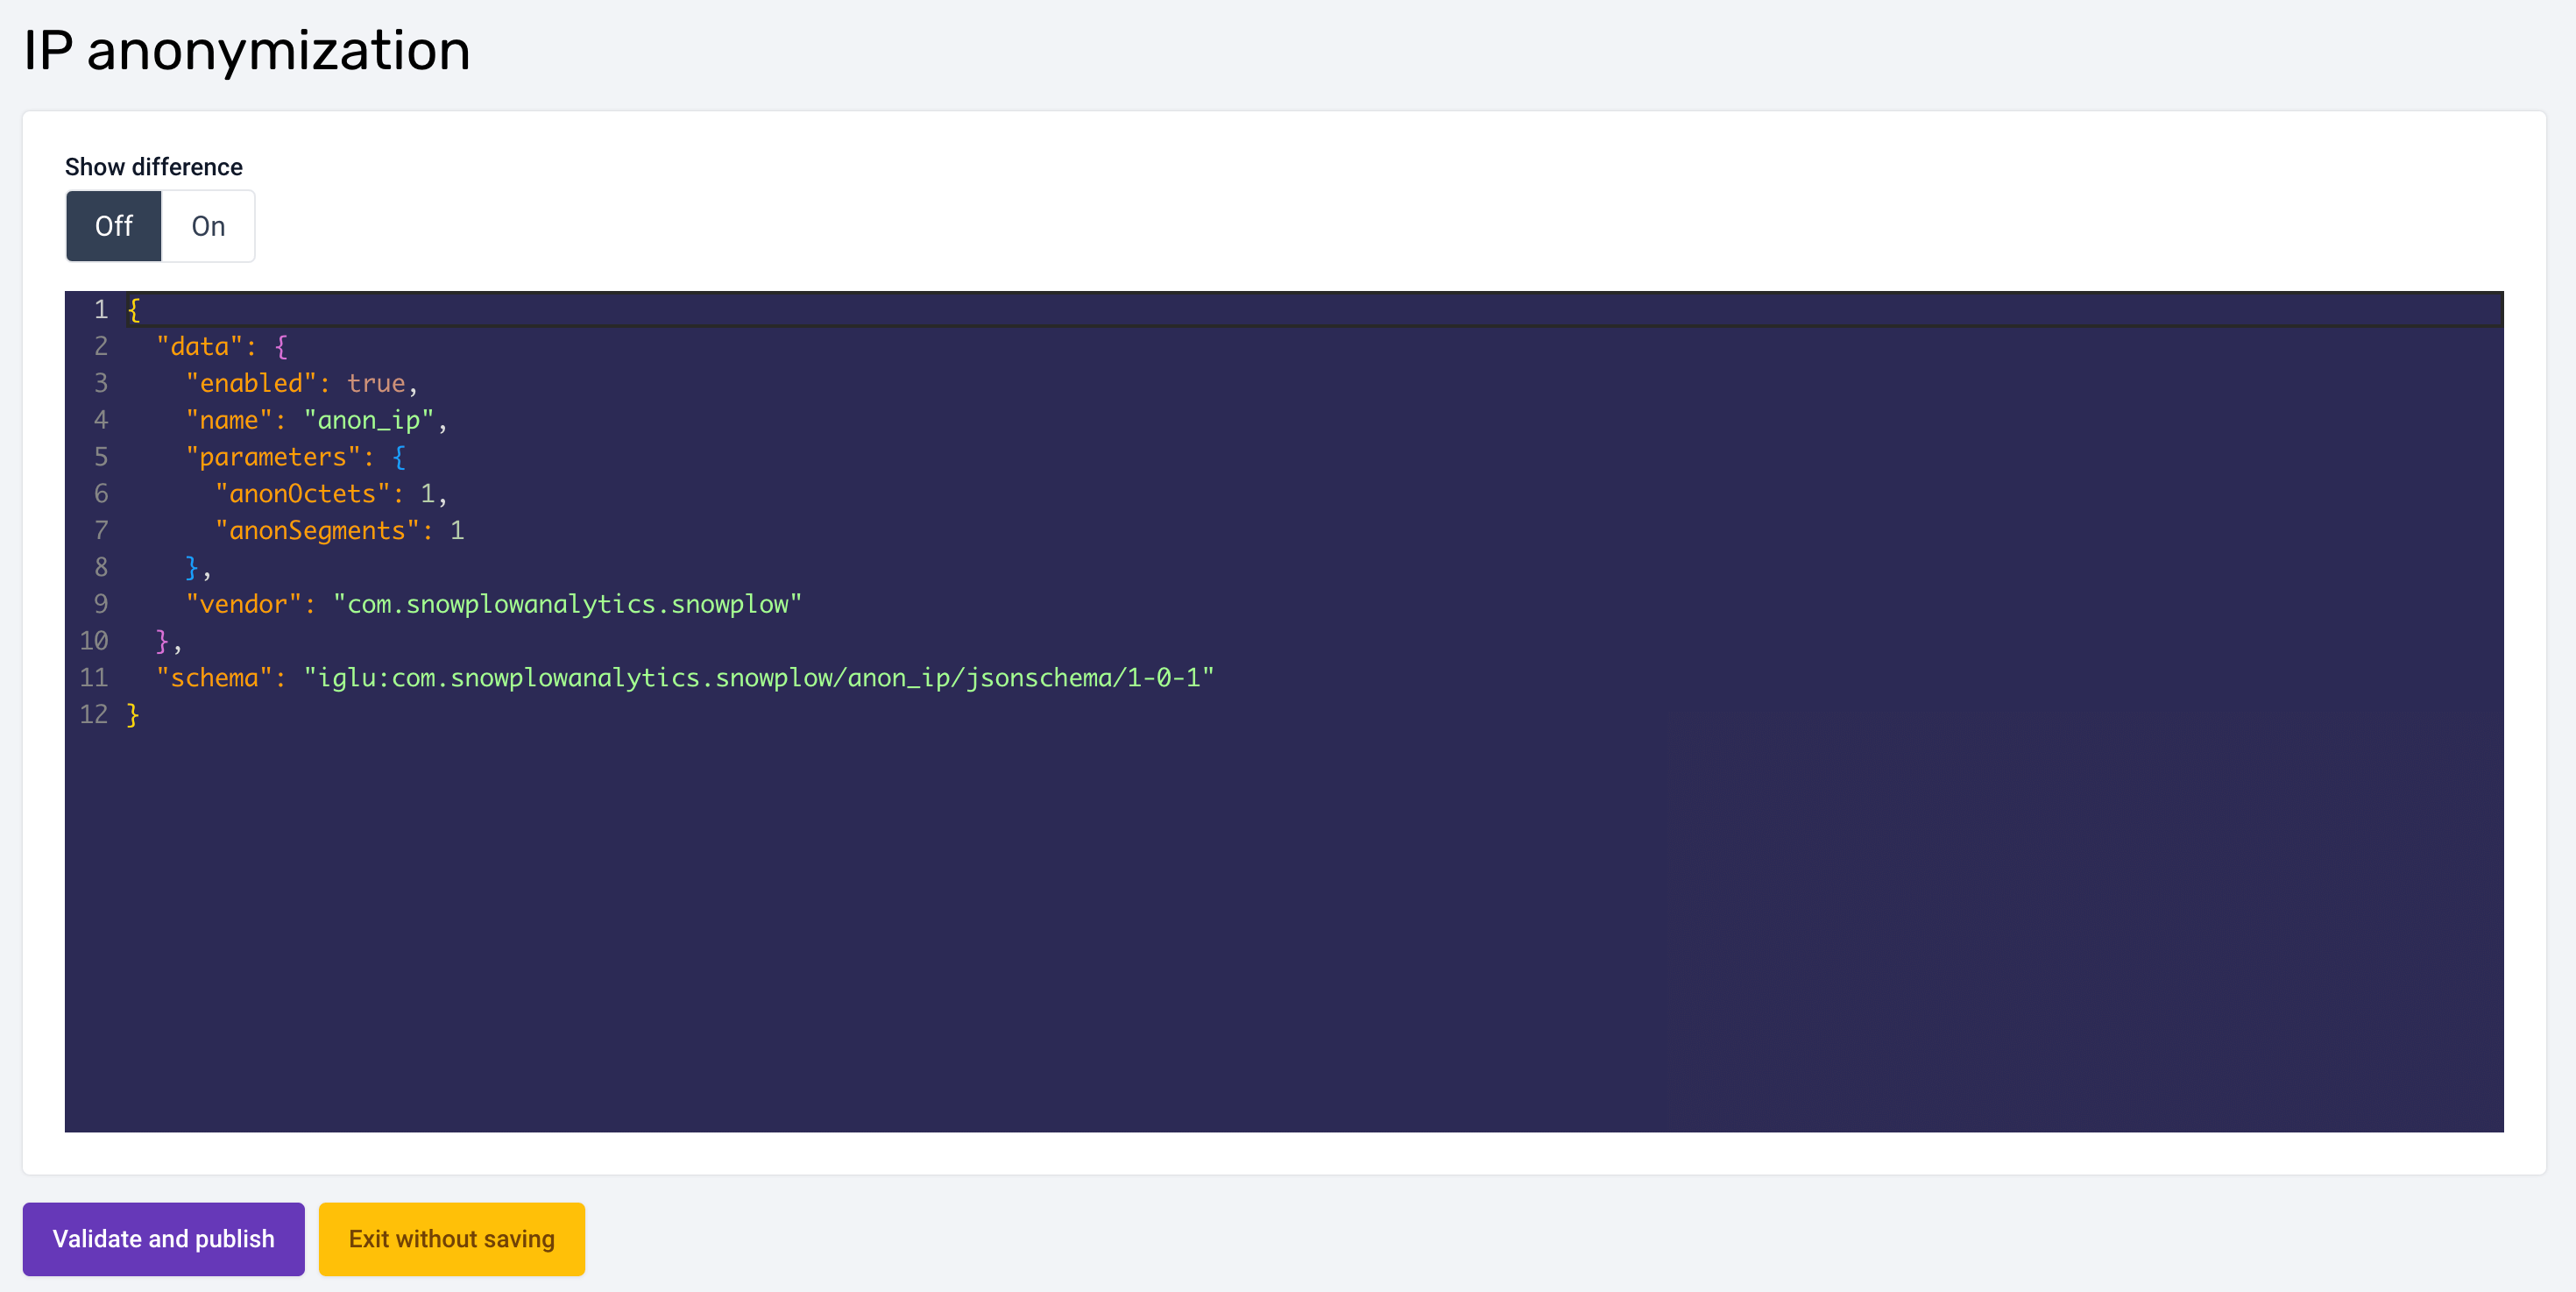 IP anonymization
Show difference
Off On
1 {
2   "data": {
3     "enabled": true,
4     "name": "anon_ip",
5     "parameters": {
6       "anonOctets": 1,
7       "anonSegments": 1
8     },
9     "vendor": "com.snowplowanalytics.snowplow"
10   },
11   "schema": "iglu:com.snowplowanalytics.snowplow/anon_ip/jsonschema/1-0-1"
12 }
Validate and publish Exit without saving